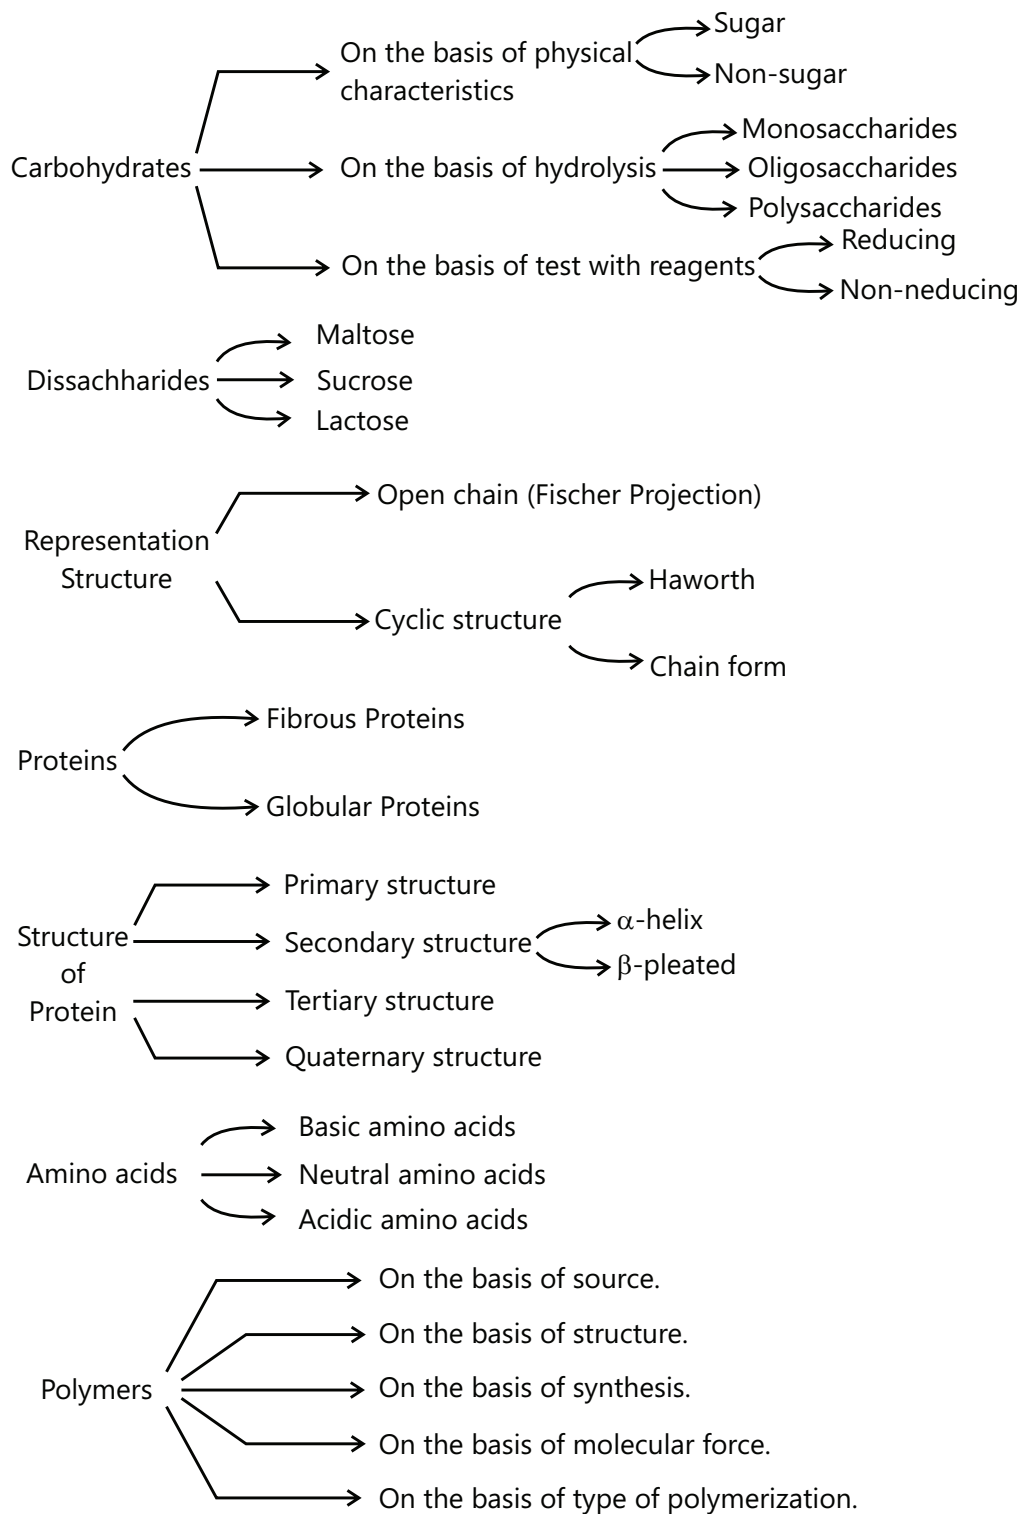 Sugar
On the basis of physical
characteristics
Non-sugar
Monosaccharides
Carbohydrates
On the basis of hydrolysis
Oligosaccharides
Polysaccharides
Reducing
On the basis of test with reagents
Non-neducing
Maltose
Dissachharides
Sucrose
Lactose
Open chain (Fischer Projection)
Representation
Structure
Haworth
Cyclic structure
Chain form
Fibrous Proteins
Proteins
Globular Proteins
Primary structure
Structure
of
Protein
Secondary structure
α-helix
β-pleated
Tertiary structure
Quaternary structure
Basic amino acids
Amino acids
Neutral amino acids
Acidic amino acids
On the basis of source.
On the basis of structure.
Polymers
On the basis of synthesis.
On the basis of molecular force.
On the basis of type of polymerization.